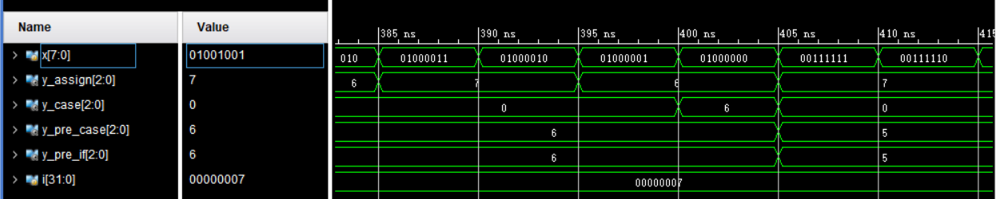 Name Value
385 ns 390 ns 395 ns 400 ns 405 ns 410 ns 415
x[7:0] 01001001 010 01000011 01000010 01000001 01000000 00111111 00111110
y_assign[2:0] 7 6 7 6 7
y_case[2:0] 0 0 6 0
y_pre_case[2:0] 6 6 5
y_pre_if[2:0] 6 6 5
i[31:0] 00000007 00000007